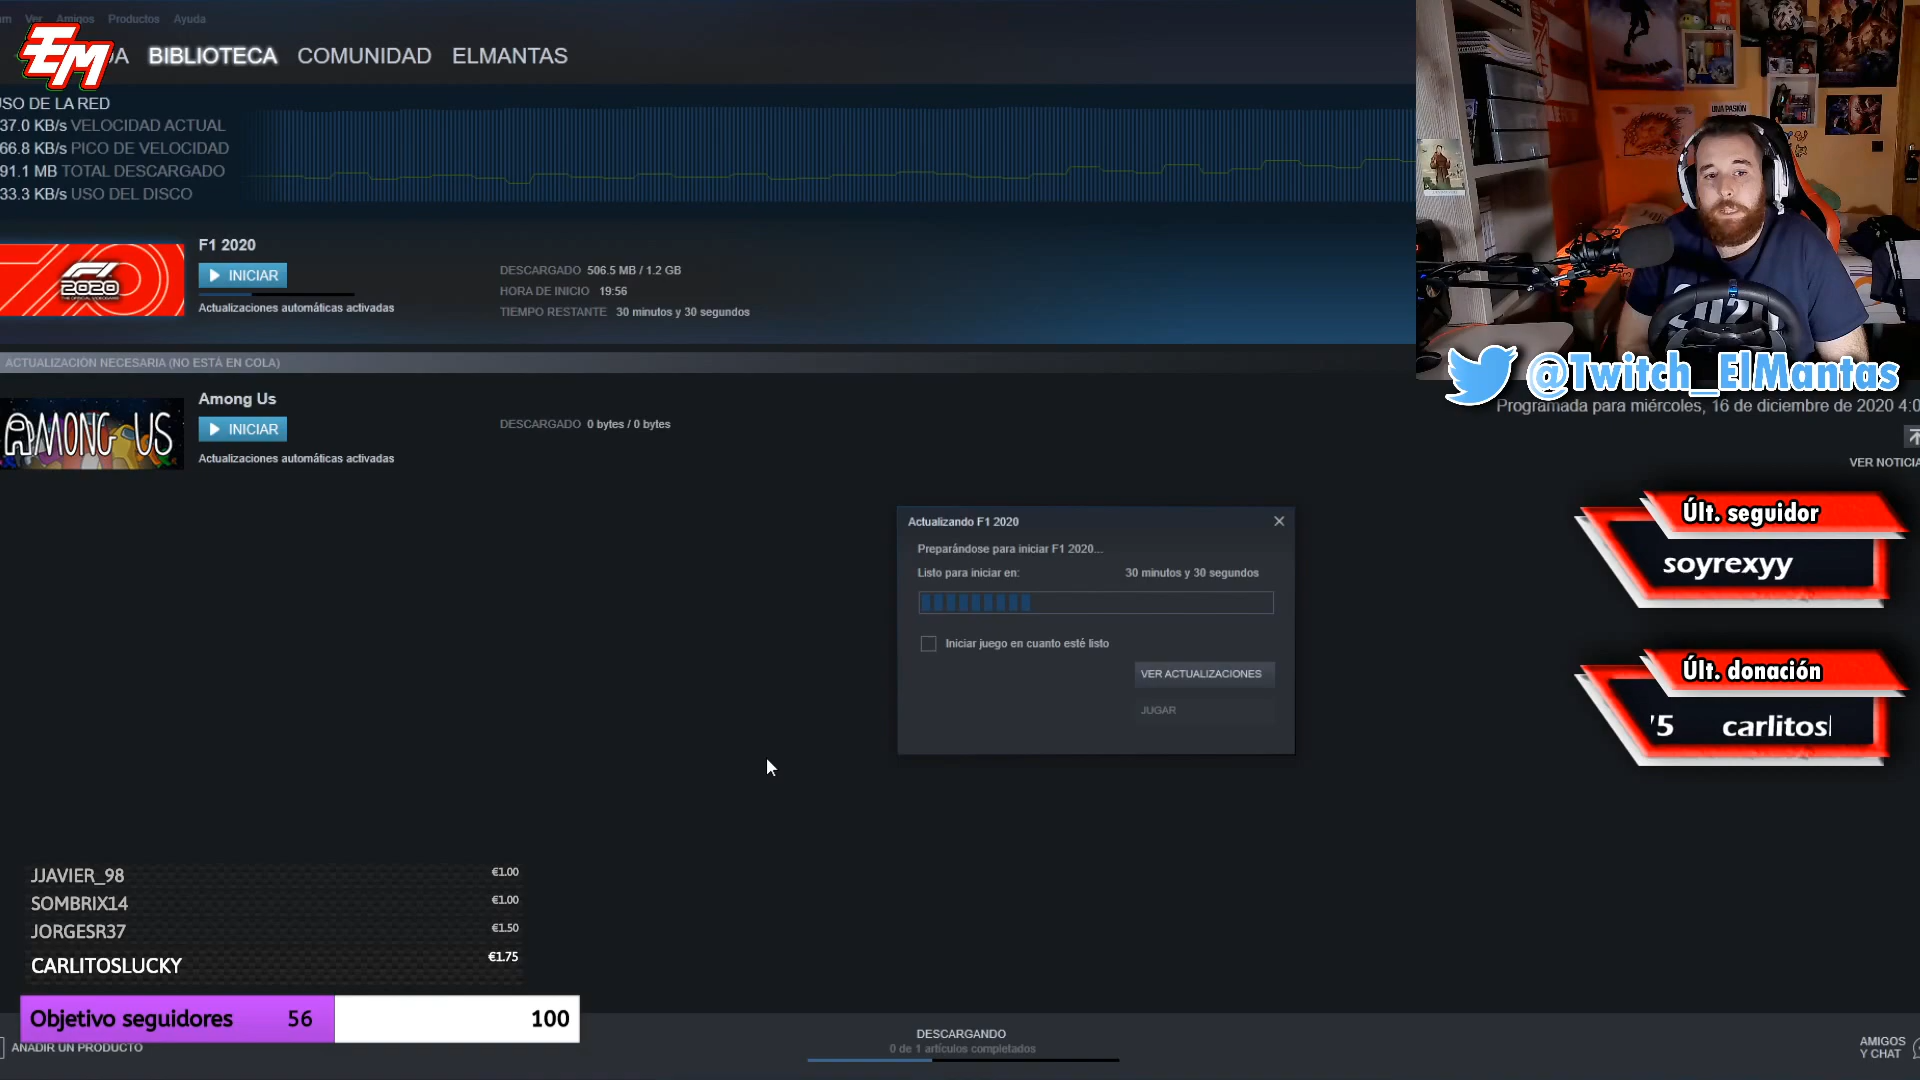 Ver Amigos Productos Ayuda
EM
BIBLIOTECA COMUNIDAD ELMANTAS
USO DE LA RED
37.0 KB/s VELOCIDAD ACTUAL
66.8 KB/s PICO DE VELOCIDAD
91.1 MB TOTAL DESCARGADO
33.3 KB/s USO DEL DISCO
F1 2020
INICIAR
Actualizaciones automáticas activadas
F1 2020
DESCARGADO 506.5 MB / 1.2 GB
HORA DE INICIO 19:56
TIEMPO RESTANTE 30 minutos y 30 segundos
ACTUALIZACIÓN NECESARIA (NO ESTÁ EN COLA)
AMONG US
Among Us
INICIAR
Actualizaciones automáticas activadas
DESCARGADO 0 bytes / 0 bytes
UNA PASIÓN
2020
@Twitch_ElMantas
Programada para miércoles, 16 de diciembre de 2020 4:0
VER NOTICIA
Actualizando F1 2020
Preparándose para iniciar F1 2020...
Listo para iniciar en: 30 minutos y 30 segundos
Iniciar juego en cuanto esté listo
VER ACTUALIZACIONES
JUGAR
Últ. seguidor
soyrexyy
Últ. donación
'5 carlitosl
JJAVIER_98 €1.00
SOMBRIX14 €1.00
JORGESR37 €1.50
CARLITOSLUCKY €1.75
Objetivo seguidores 56 100
AÑADIR UN PRODUCTO
DESCARGANDO
0 de 1 artículos completados
AMIGOS
Y CHAT